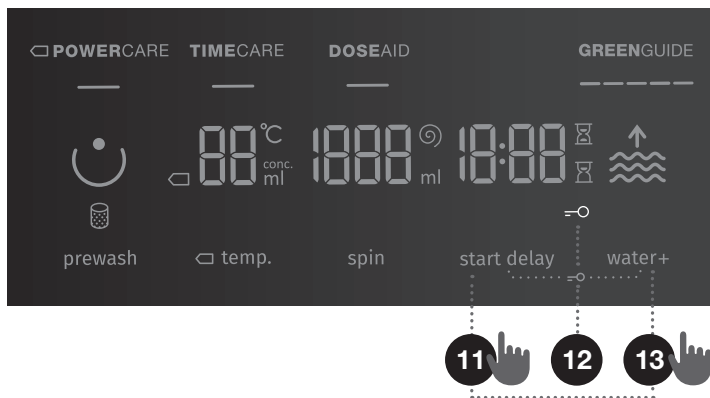 POWERCARE TIMECARE DOSEAID GREENGUIDE
88 °C conc. ml 1888 ml 18:88
prewash temp. spin start delay water+
11 12 13